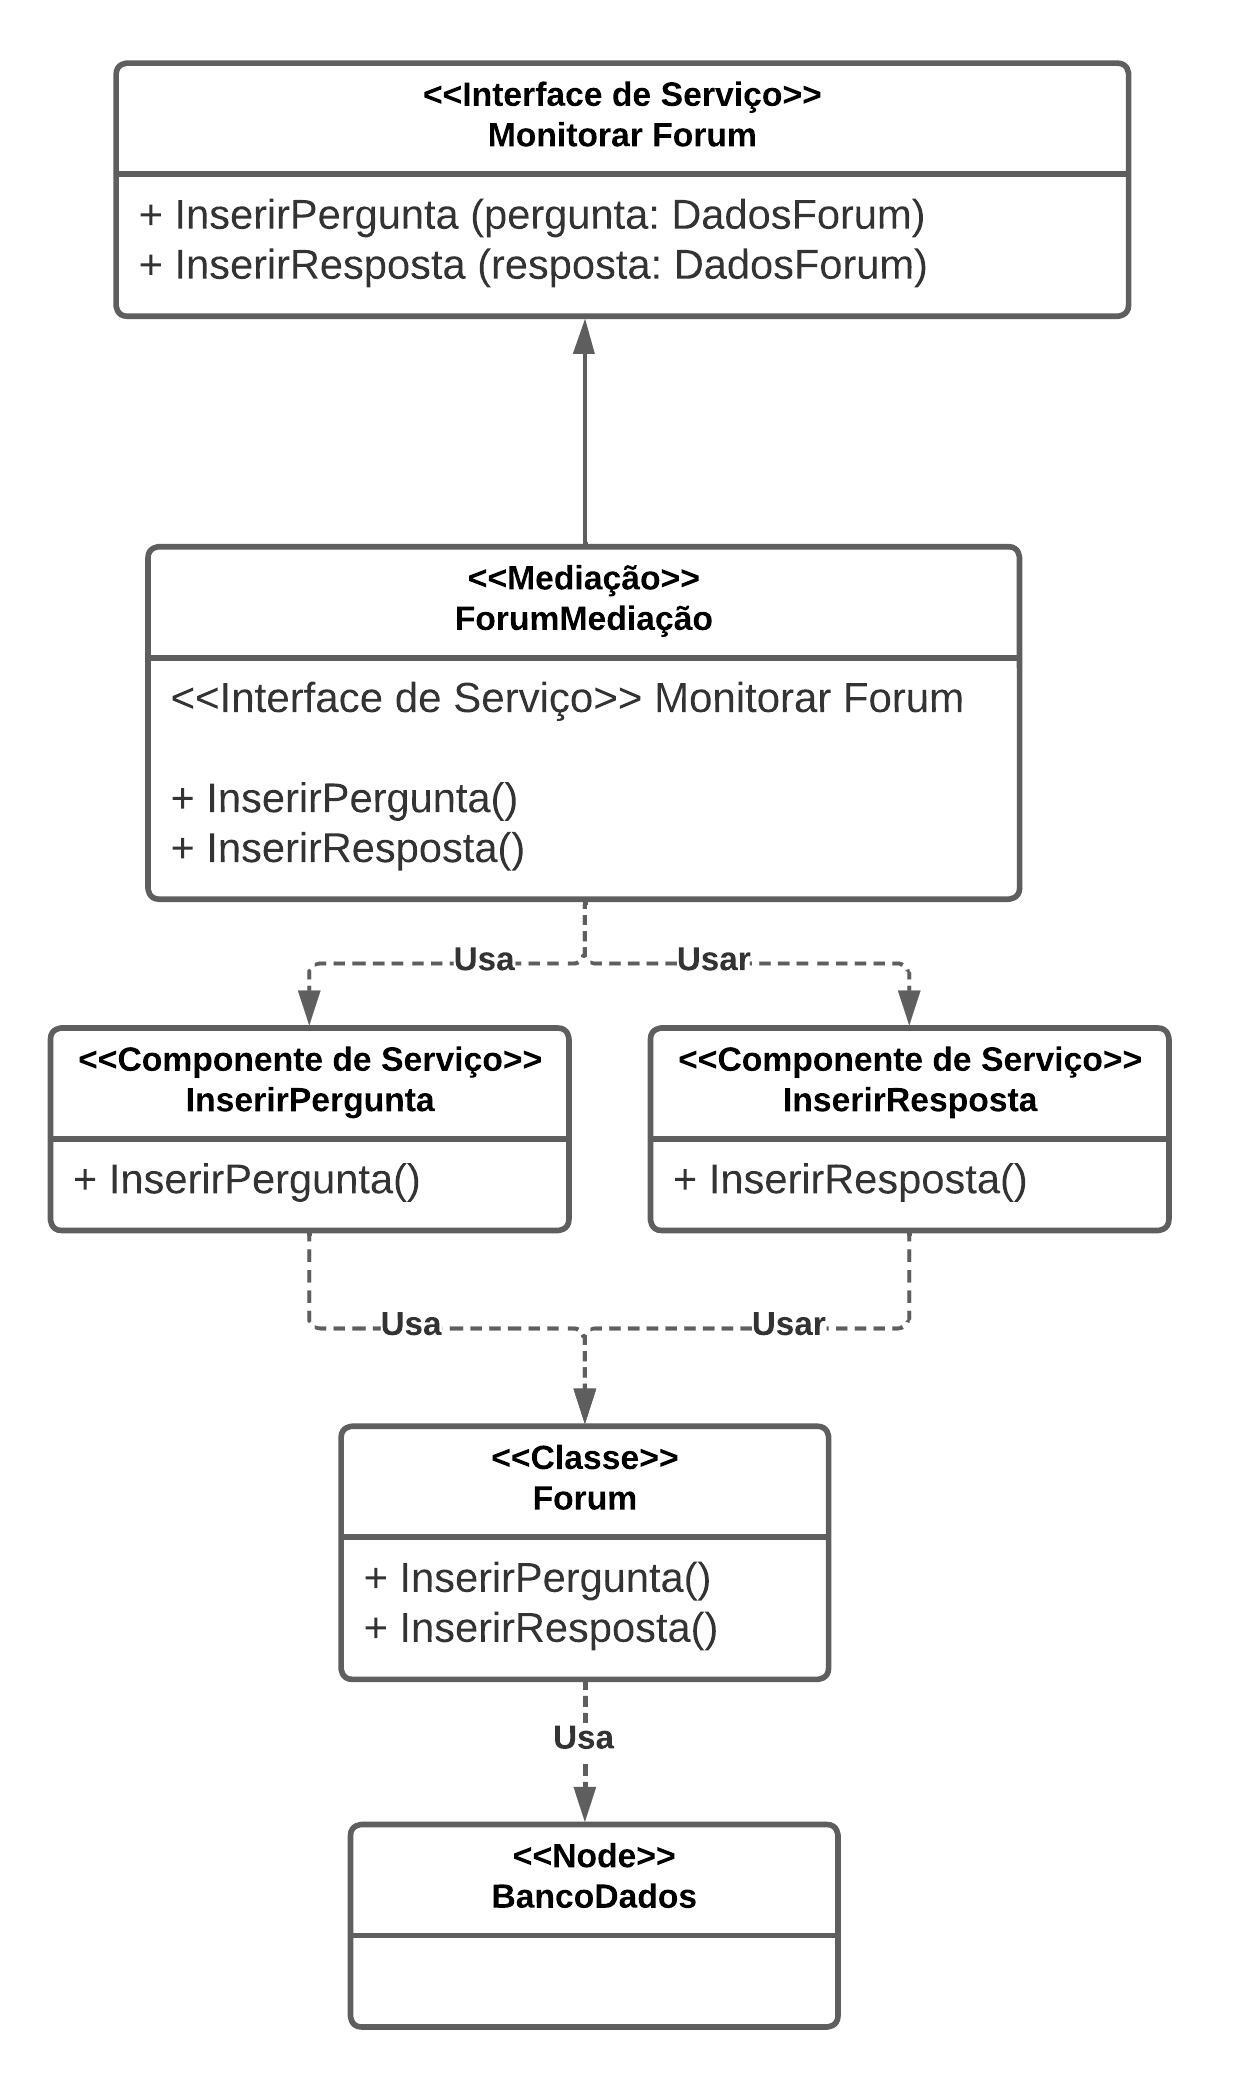 <<Interface de Serviço>>
Monitorar Forum
+ InserirPergunta (pergunta: DadosForum)
+ InserirResposta (resposta: DadosForum)
<<Mediação>>
ForumMediação
<<Interface de Serviço>> Monitorar Forum
+ InserirPergunta()
+ InserirResposta()
Usa
Usar
<<Componente de Serviço>>
InserirPergunta
+ InserirPergunta()
<<Componente de Serviço>>
InserirResposta
+ InserirResposta()
Usa
Usar
<<Classe>>
Forum
+ InserirPergunta()
+ InserirResposta()
Usa
<<Node>>
BancoDados